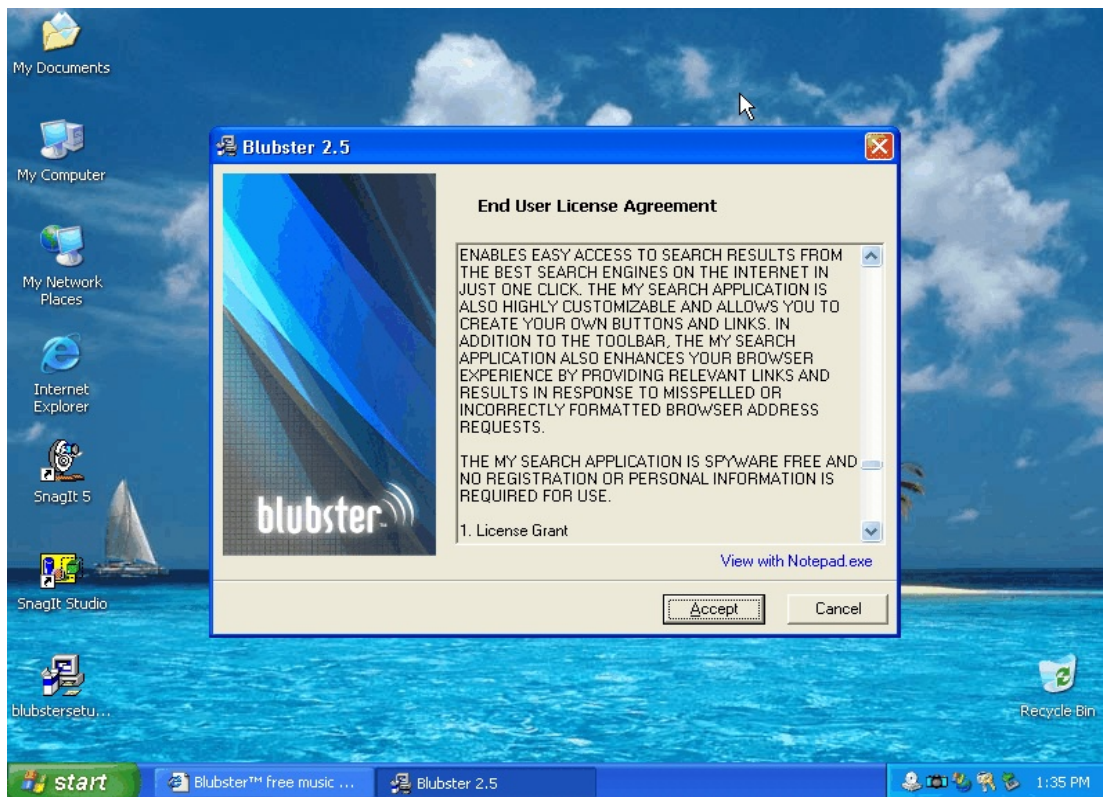 My Documents
My Computer
My Network
Places
Internet
Explorer
SnagIt 5
SnagIt Studio
blubstersetu...
Blubster 2.5
End User License Agreement
ENABLES EASY ACCESS TO SEARCH RESULTS FROM
THE BEST SEARCH ENGINES ON THE INTERNET IN
JUST ONE CLICK. THE MY SEARCH APPLICATION IS
ALSO HIGHLY CUSTOMIZABLE AND ALLOWS YOU TO
CREATE YOUR OWN BUTTONS AND LINKS. IN
ADDITION TO THE TOOLBAR, THE MY SEARCH
APPLICATION ALSO ENHANCES YOUR BROWSER
EXPERIENCE BY PROVIDING RELEVANT LINKS AND
RESULTS IN RESPONSE TO MISSPELLED OR
INCORRECTLY FORMATTED BROWSER ADDRESS
REQUESTS.
THE MY SEARCH APPLICATION IS SPYWARE FREE AND
NO REGISTRATION OR PERSONAL INFORMATION IS
REQUIRED FOR USE.
1. License Grant
blubster™
View with Notepad.exe
Accept
Cancel
Recycle Bin
start
Blubster™ free music ...
Blubster 2.5
1:35 PM